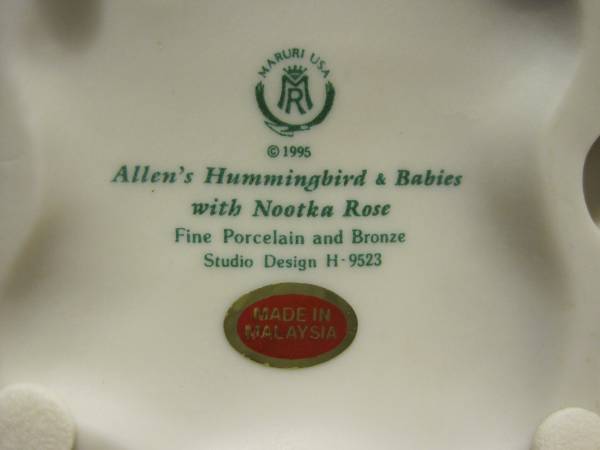 MARURI USA
MR
© 1995
Allen's Hummingbird & Babies
with Nootka Rose
Fine Porcelain and Bronze
Studio Design H-9523
MADE IN
MALAYSIA